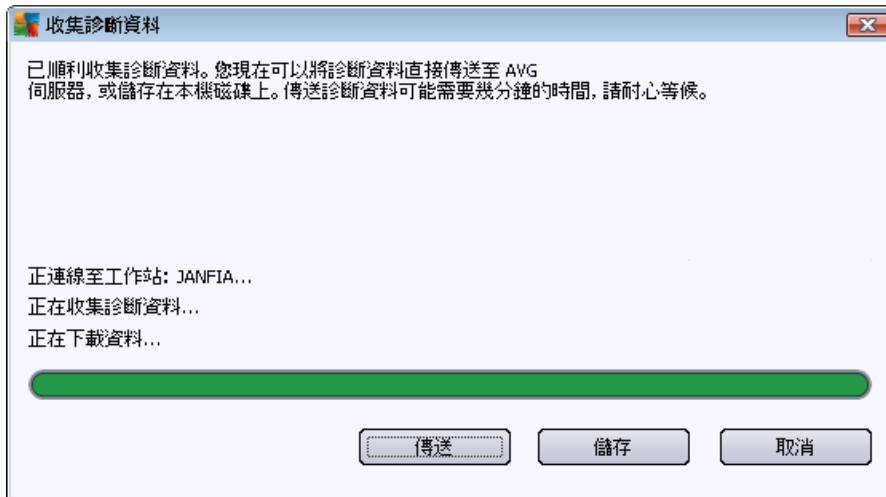 收集診斷資料
已順利收集診斷資料。您現在可以將診斷資料直接傳送至 AVG
伺服器, 或儲存在本機磁碟上。傳送診斷資料可能需要幾分鐘的時間, 請耐心等候。
正連線至工作站: JANFIA...
正在收集診斷資料...
正在下載資料...
傳送
儲存
取消